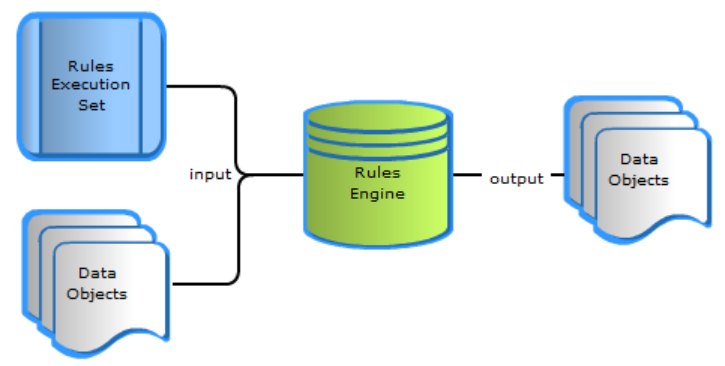 Rules
Execution
Set
input
Data
Objects
Rules
Engine
output
Data
Objects